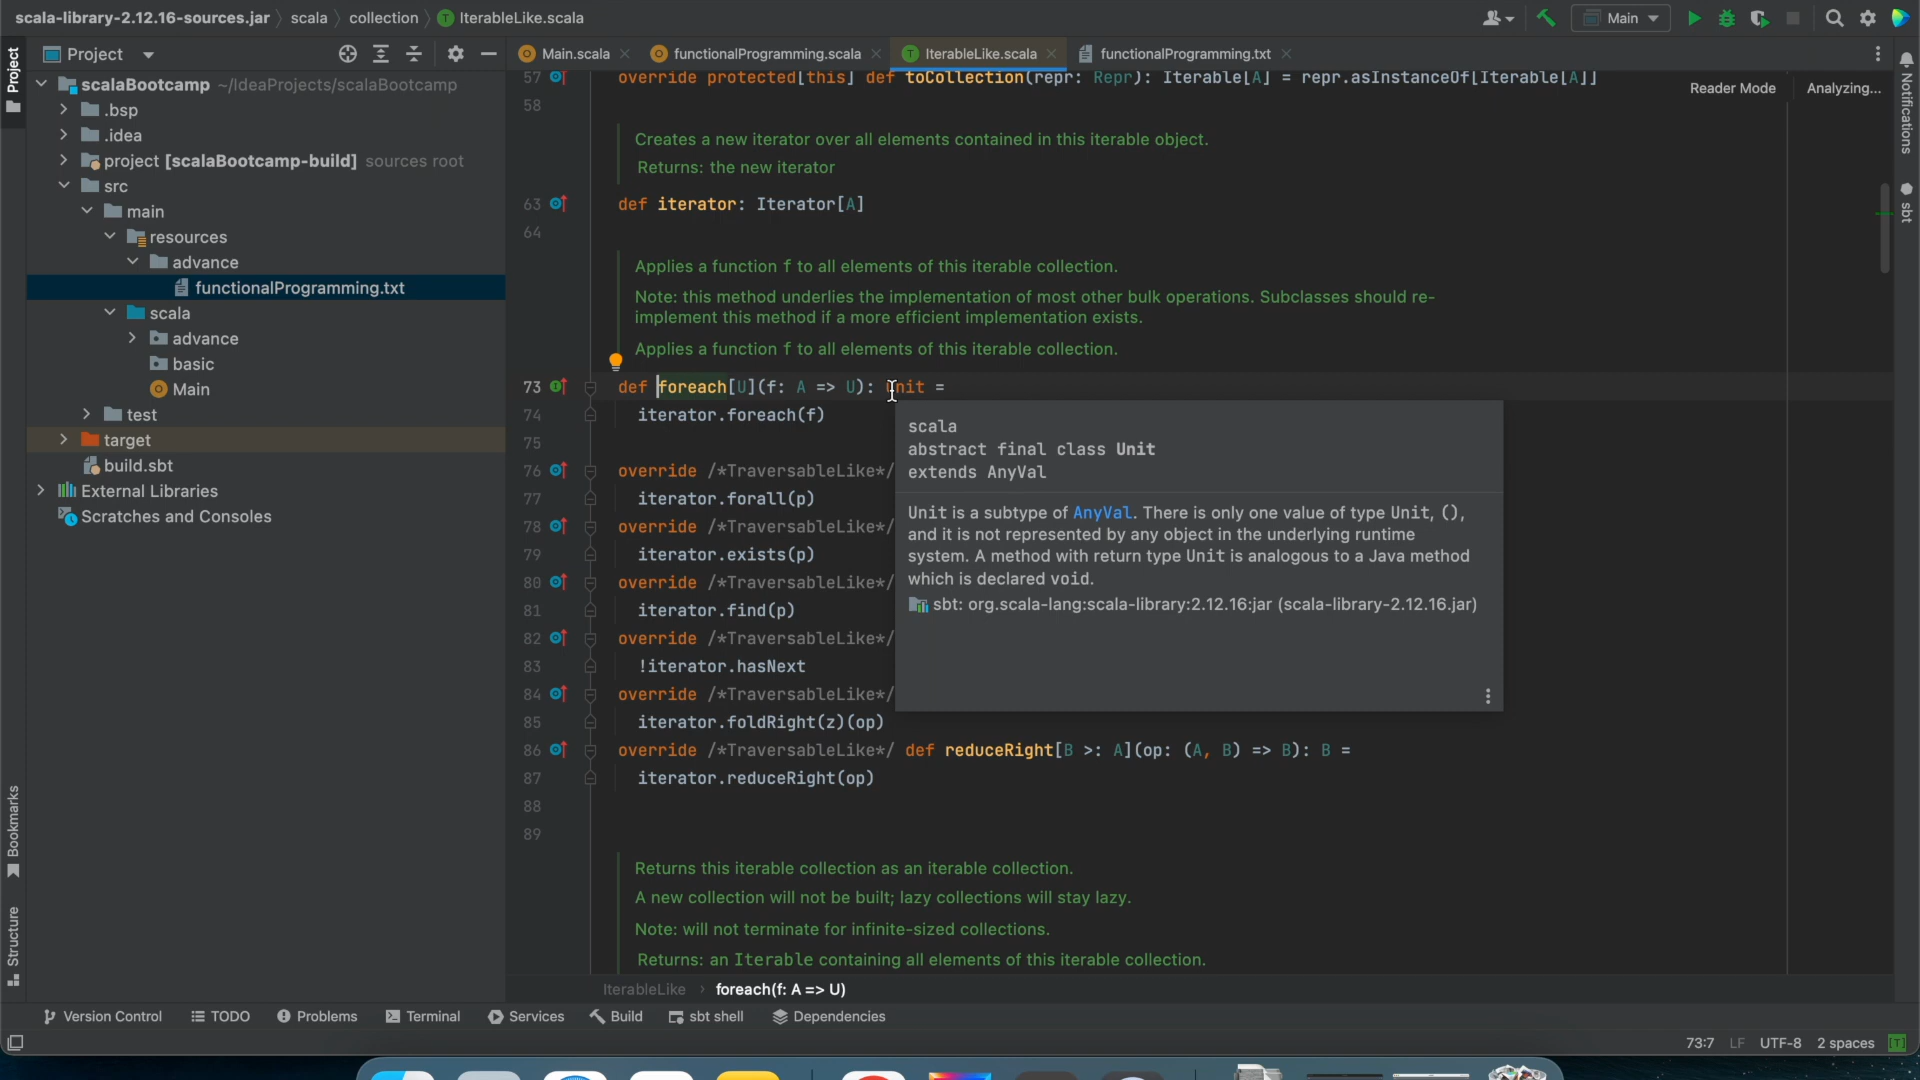 scala-library-2.12.16-sources.jar scala collection T IterableLike.scala
Main
Project
Main.scala functionalProgramming.scala IterableLike.scala functionalProgramming.txt
Project
scalaBootcamp ~/IdeaProjects/scalaBootcamp
.bsp
.idea
project [scalaBootcamp-build] sources root
src
main
resources
advance
functionalProgramming.txt
scala
advance
basic
Main
test
target
build.sbt
External Libraries
Scratches and Consoles
Reader Mode Analyzing...
57 override protected[this] def toCollection(repr: Repr): Iterable[A] = repr.asInstanceOf[Iterable[A]]
58
Creates a new iterator over all elements contained in this iterable object.
Returns: the new iterator
63 def iterator: Iterator[A]
64
Applies a function f to all elements of this iterable collection.
Note: this method underlies the implementation of most other bulk operations. Subclasses should re-
implement this method if a more efficient implementation exists.
Applies a function f to all elements of this iterable collection.
73 def foreach[U](f: A => U): Unit =
74 iterator.foreach(f)
75
76 override /*TraversableLike*/
77 iterator.forall(p)
78 override /*TraversableLike*/
79 iterator.exists(p)
80 override /*TraversableLike*/
81 iterator.find(p)
82 override /*TraversableLike*/
83 !iterator.hasNext
84 override /*TraversableLike*/
85 iterator.foldRight(z)(op)
86 override /*TraversableLike*/ def reduceRight[B >: A](op: (A, B) => B): B =
87 iterator.reduceRight(op)
88
89
Returns this iterable collection as an iterable collection.
A new collection will not be built; lazy collections will stay lazy.
Note: will not terminate for infinite-sized collections.
Returns: an Iterable containing all elements of this iterable collection.
scala
abstract final class Unit
extends AnyVal
Unit is a subtype of AnyVal. There is only one value of type Unit, (),
and it is not represented by any object in the underlying runtime
system. A method with return type Unit is analogous to a Java method
which is declared void.
sbt: org.scala-lang:scala-library:2.12.16:jar (scala-library-2.12.16.jar)
Notifications
sbt
Bookmarks
Structure
IterableLike foreach(f: A => U)
Version Control TODO Problems Terminal Services Build sbt shell Dependencies
73:7 LF UTF-8 2 spaces [T]